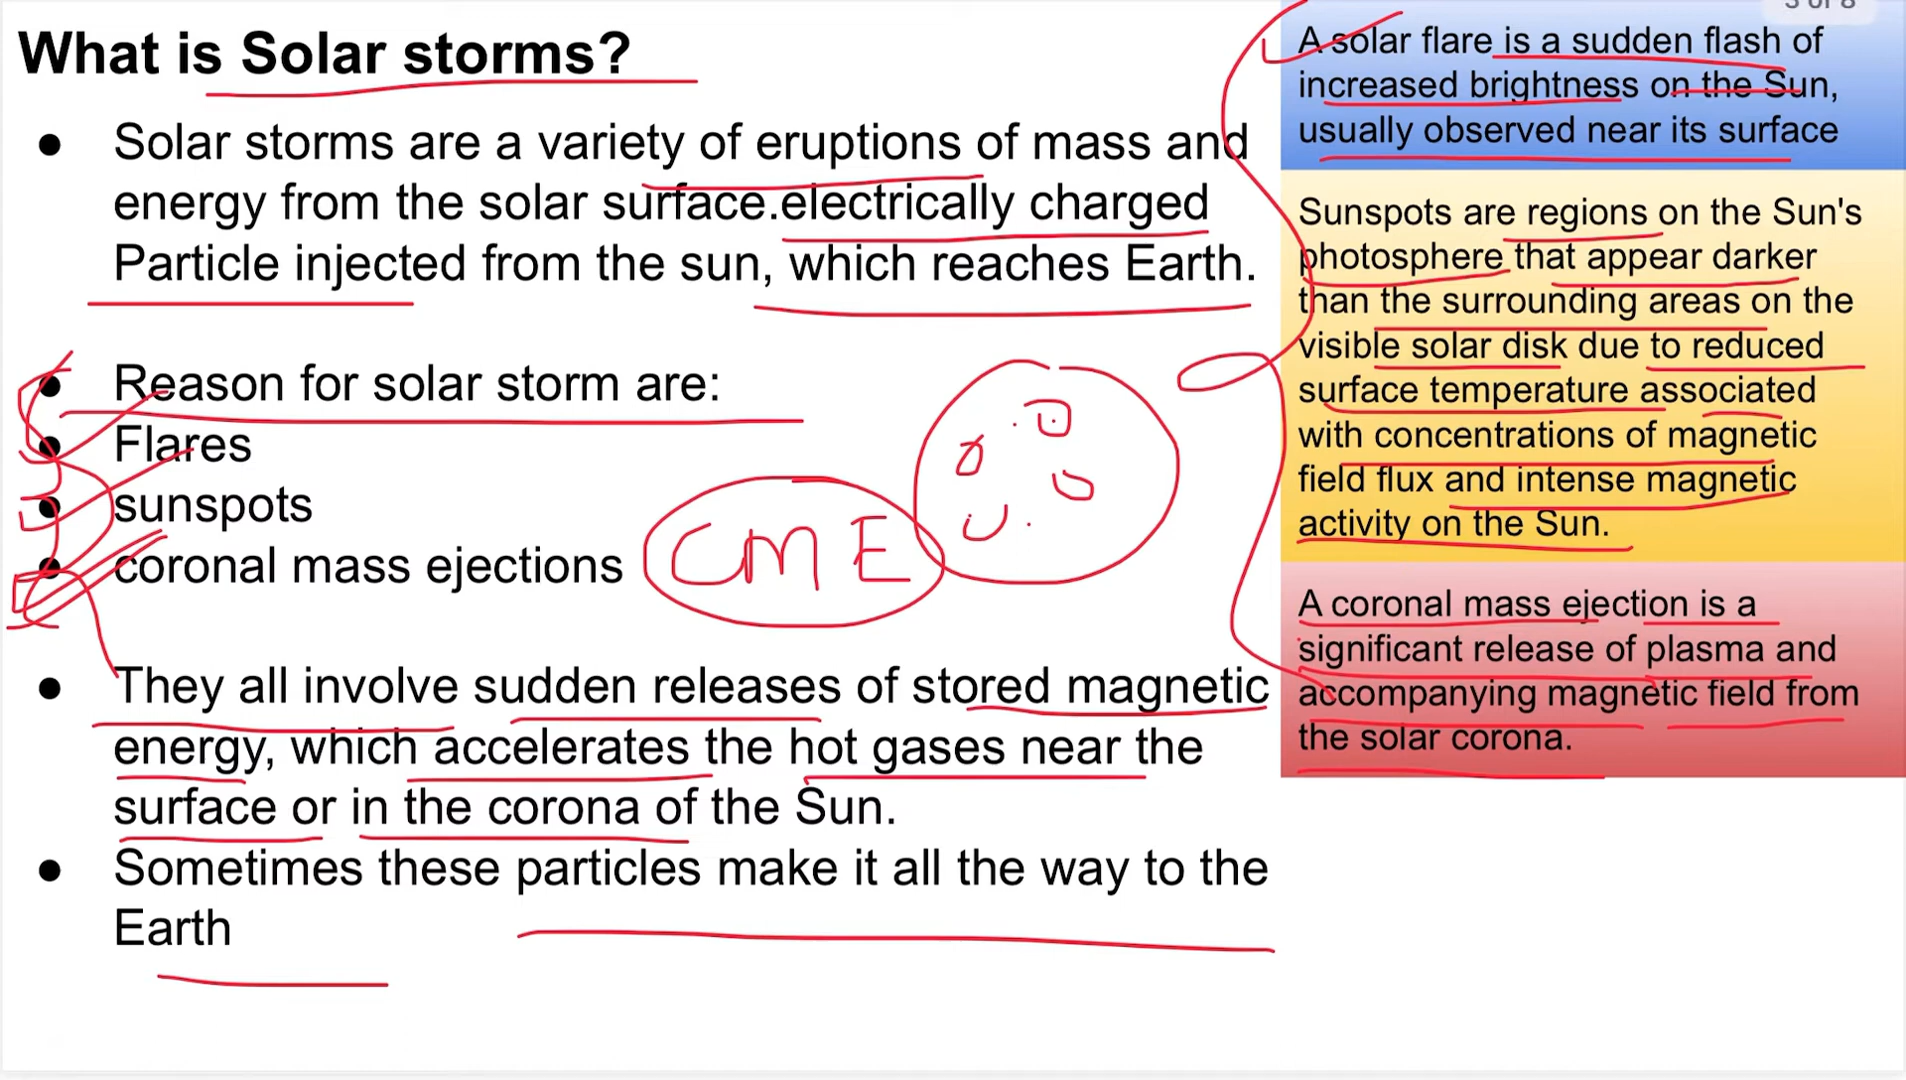 What is Solar storms?
● Solar storms are a variety of eruptions of mass and
energy from the solar surface.electrically charged
Particle injected from the sun, which reaches Earth.
● Reason for solar storm are:
● Flares
● sunspots
● coronal mass ejections
CME
● They all involve sudden releases of stored magnetic
energy, which accelerates the hot gases near the
surface or in the corona of the Sun.
● Sometimes these particles make it all the way to the
Earth
3 of 8
A solar flare is a sudden flash of
increased brightness on the Sun,
usually observed near its surface
Sunspots are regions on the Sun's
photosphere that appear darker
than the surrounding areas on the
visible solar disk due to reduced
surface temperature associated
with concentrations of magnetic
field flux and intense magnetic
activity on the Sun.
A coronal mass ejection is a
significant release of plasma and
accompanying magnetic field from
the solar corona.